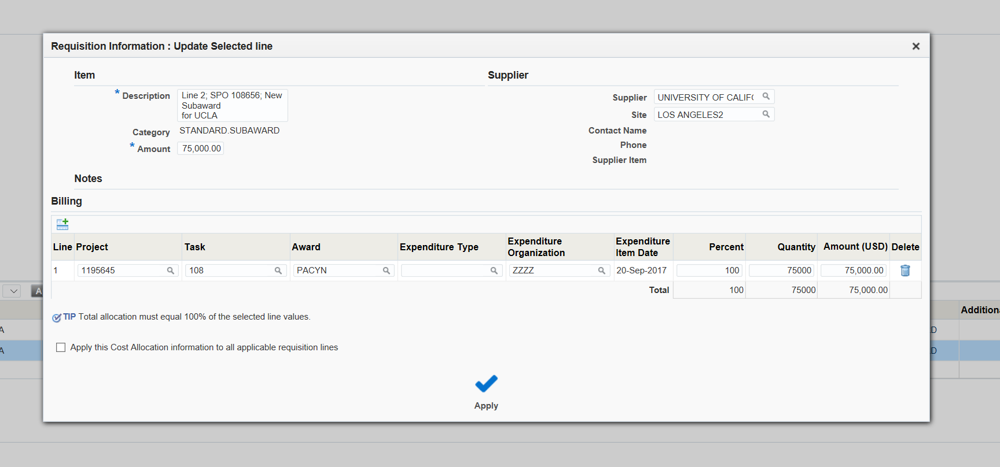 Requisition Information : Update Selected line
Item
* Description
Line 2; SPO 108656; New
Subaward
for UCLA
Category STANDARD.SUBAWARD
* Amount 75,000.00
Supplier
Supplier UNIVERSITY OF CALIF
Site LOS ANGELES2
Contact Name
Phone
Supplier Item
Notes
Billing
Line Project Task Award Expenditure Type Expenditure Organization Expenditure Item Date Percent Quantity Amount (USD) Delete
1 1195645 108 PACYN ZZZZ 20-Sep-2017 100 75000 75,000.00
Total 100 75000 75,000.00
TIP Total allocation must equal 100% of the selected line values.
Apply this Cost Allocation information to all applicable requisition lines
Apply
A
Addition
A
D
A
D